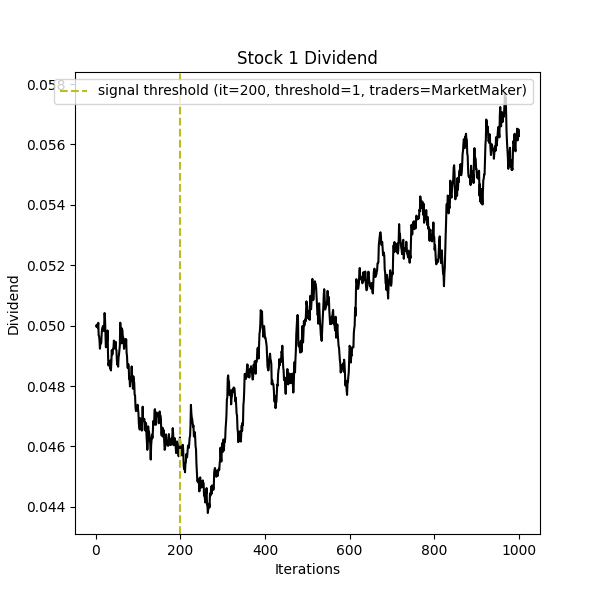 Stock 1 Dividend
signal threshold (it=200, threshold=1, traders=MarketMaker)
0.058
0.056
0.054
0.052
0.050
0.048
0.046
0.044
Dividend
0 200 400 600 800 1000
Iterations